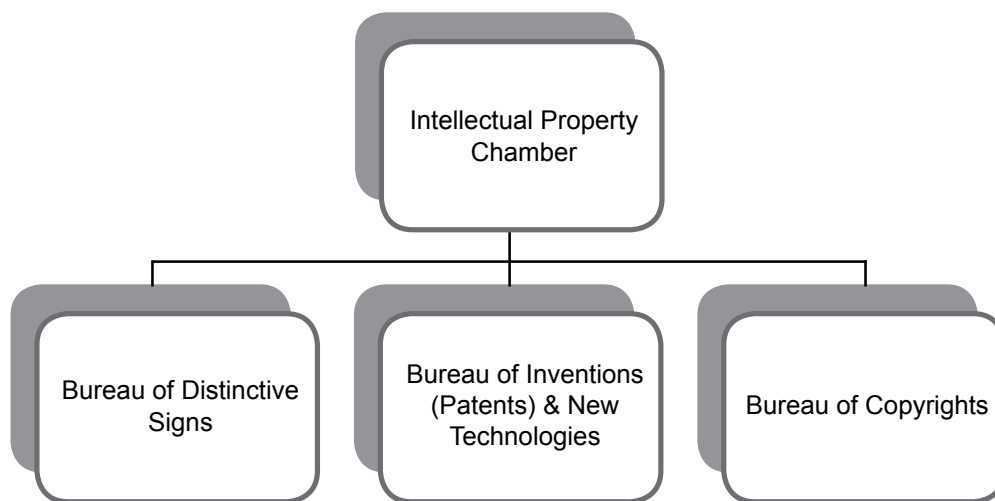 Intellectual Property
Chamber
Bureau of Distinctive
Signs
Bureau of Inventions
(Patents) & New
Technologies
Bureau of Copyrights